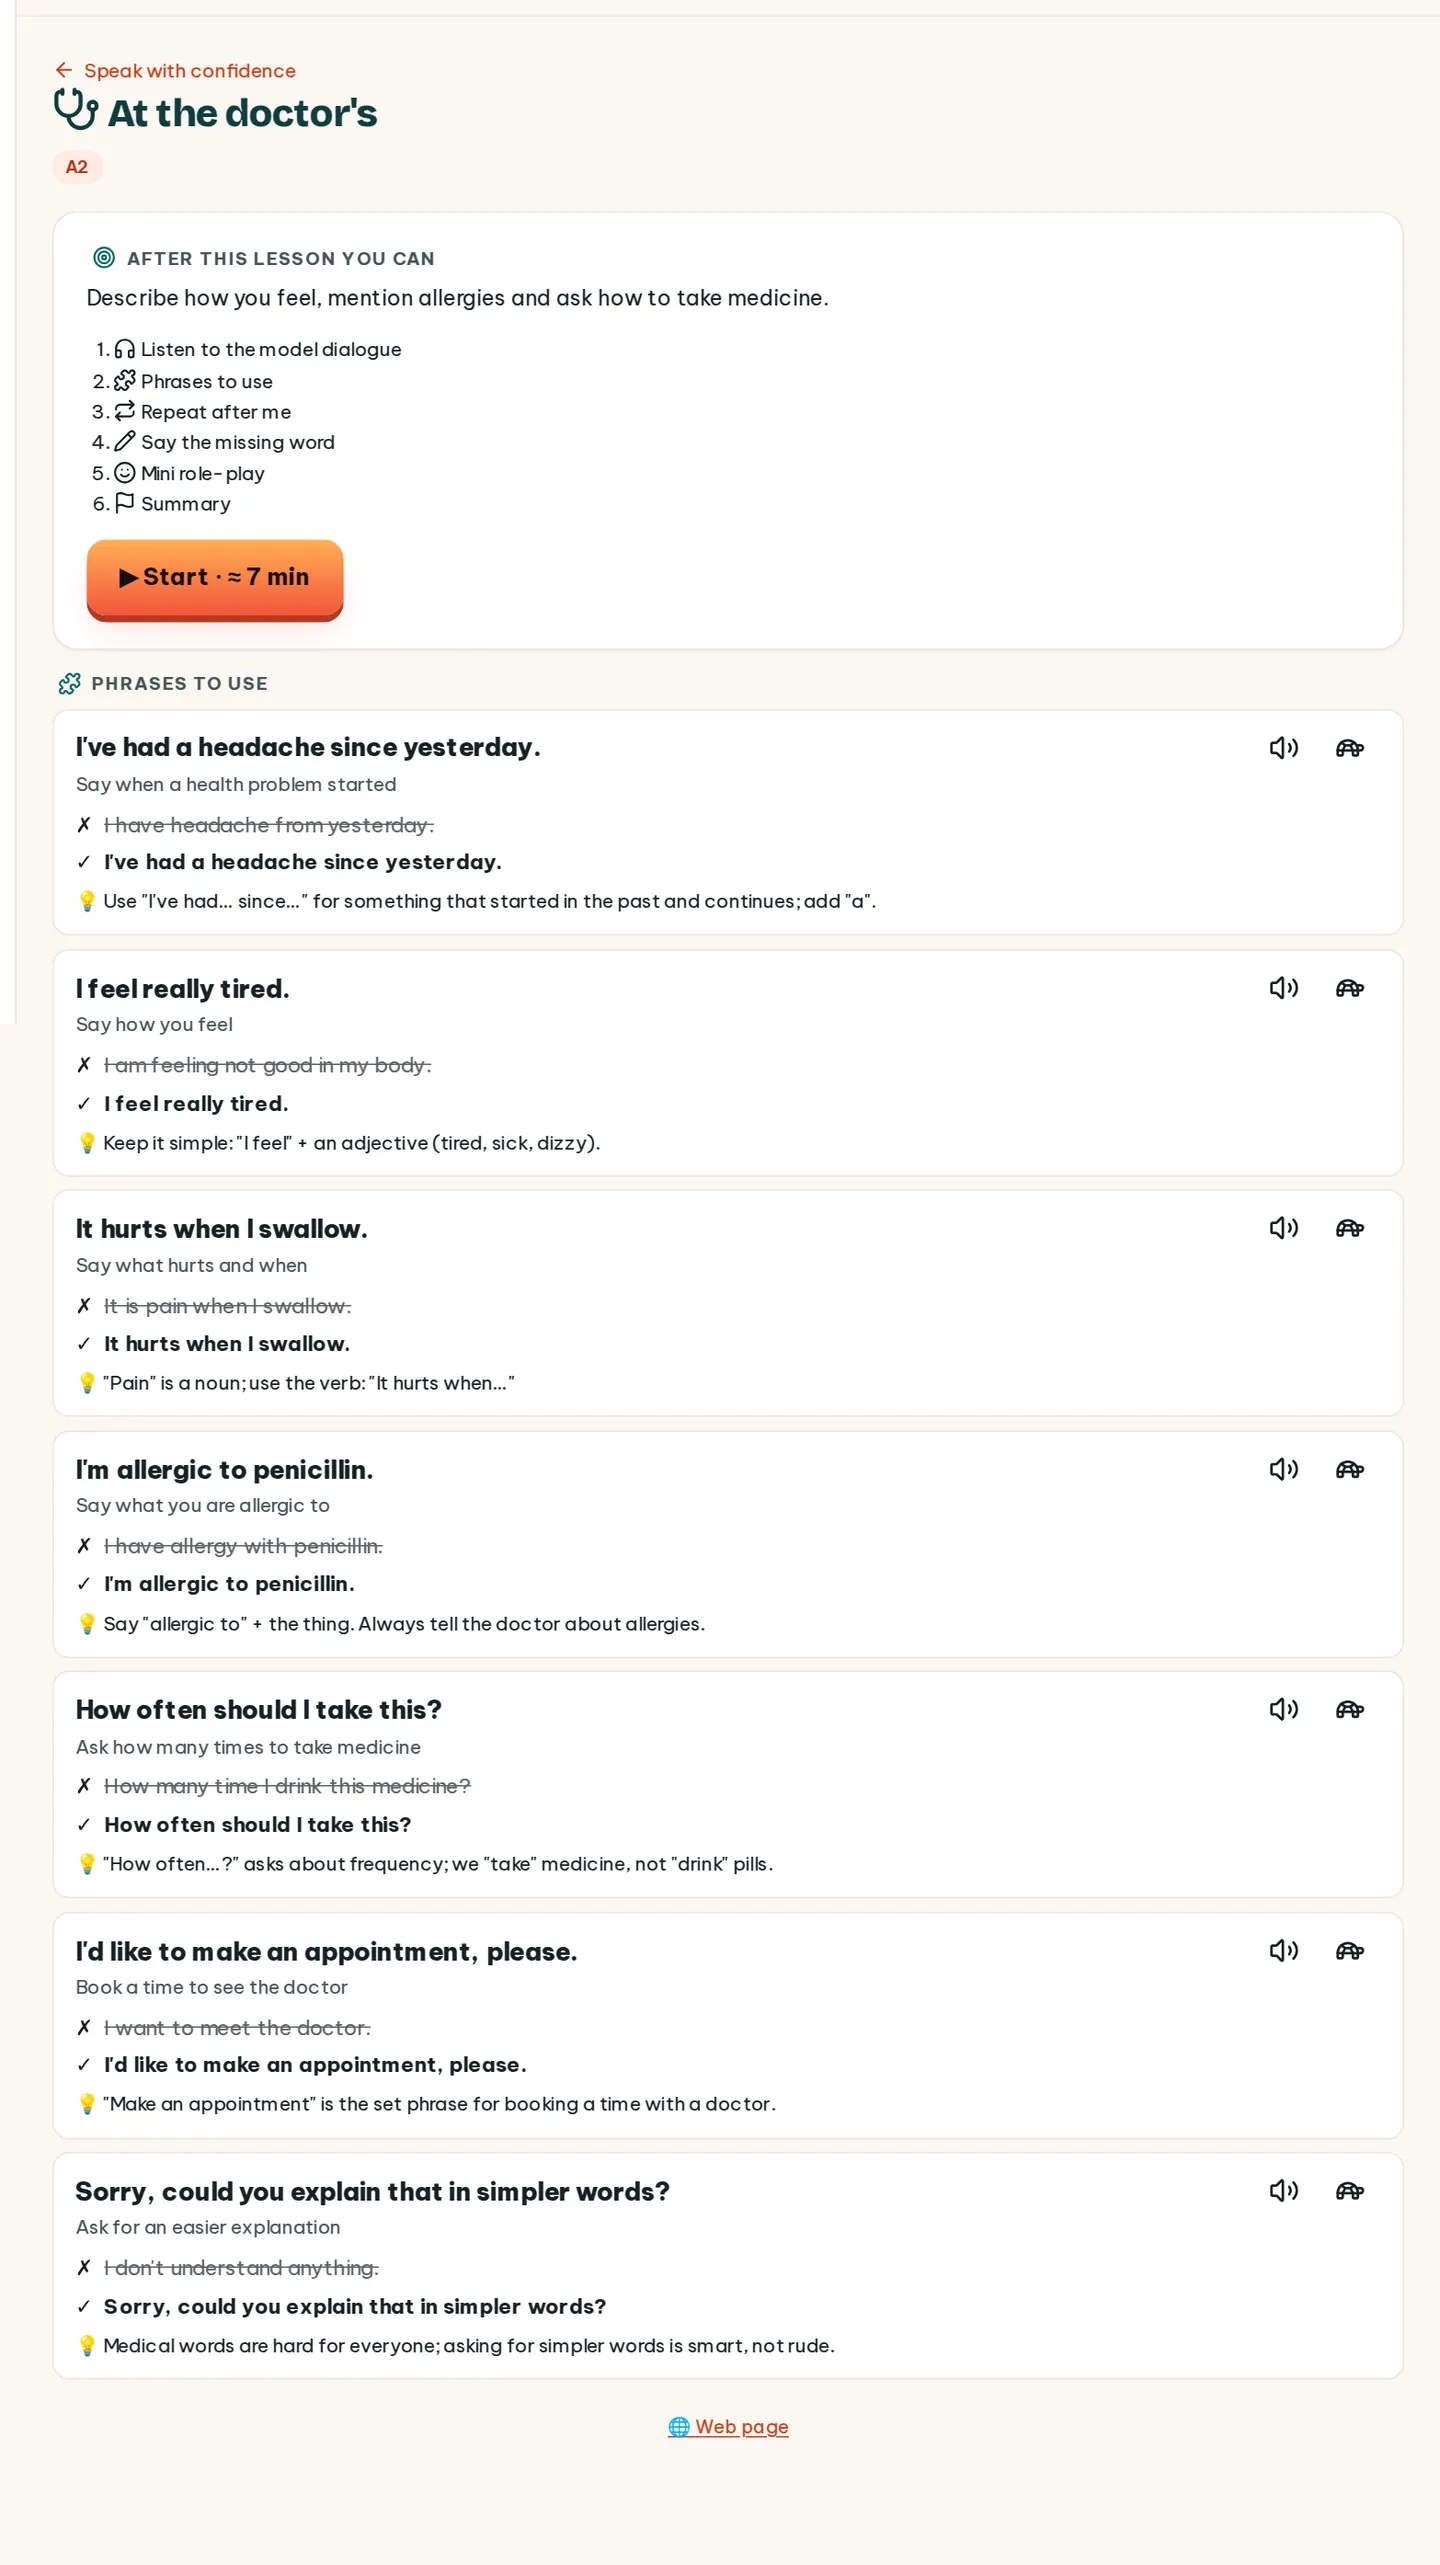 ← Speak with confidence
At the doctor's
A2
AFTER THIS LESSON YOU CAN
Describe how you feel, mention allergies and ask how to take medicine.
1. Listen to the model dialogue
2. Phrases to use
3. Repeat after me
4. Say the missing word
5. Mini role-play
6. Summary
▶ Start · ≈ 7 min
PHRASES TO USE
I've had a headache since yesterday.
Say when a health problem started
✗ I have headache from yesterday.
✓ I've had a headache since yesterday.
💡 Use "I've had... since..." for something that started in the past and continues; add "a".
I feel really tired.
Say how you feel
✗ I am feeling not good in my body.
✓ I feel really tired.
💡 Keep it simple: "I feel" + an adjective (tired, sick, dizzy).
It hurts when I swallow.
Say what hurts and when
✗ It is pain when I swallow.
✓ It hurts when I swallow.
💡 "Pain" is a noun; use the verb: "It hurts when..."
I'm allergic to penicillin.
Say what you are allergic to
✗ I have allergy with penicillin.
✓ I'm allergic to penicillin.
💡 Say "allergic to" + the thing. Always tell the doctor about allergies.
How often should I take this?
Ask how many times to take medicine
✗ How many time I drink this medicine?
✓ How often should I take this?
💡 "How often...?" asks about frequency; we "take" medicine, not "drink" pills.
I'd like to make an appointment, please.
Book a time to see the doctor
✗ I want to meet the doctor.
✓ I'd like to make an appointment, please.
💡 "Make an appointment" is the set phrase for booking a time with a doctor.
Sorry, could you explain that in simpler words?
Ask for an easier explanation
✗ I don't understand anything.
✓ Sorry, could you explain that in simpler words?
💡 Medical words are hard for everyone; asking for simpler words is smart, not rude.
🌐 Web page